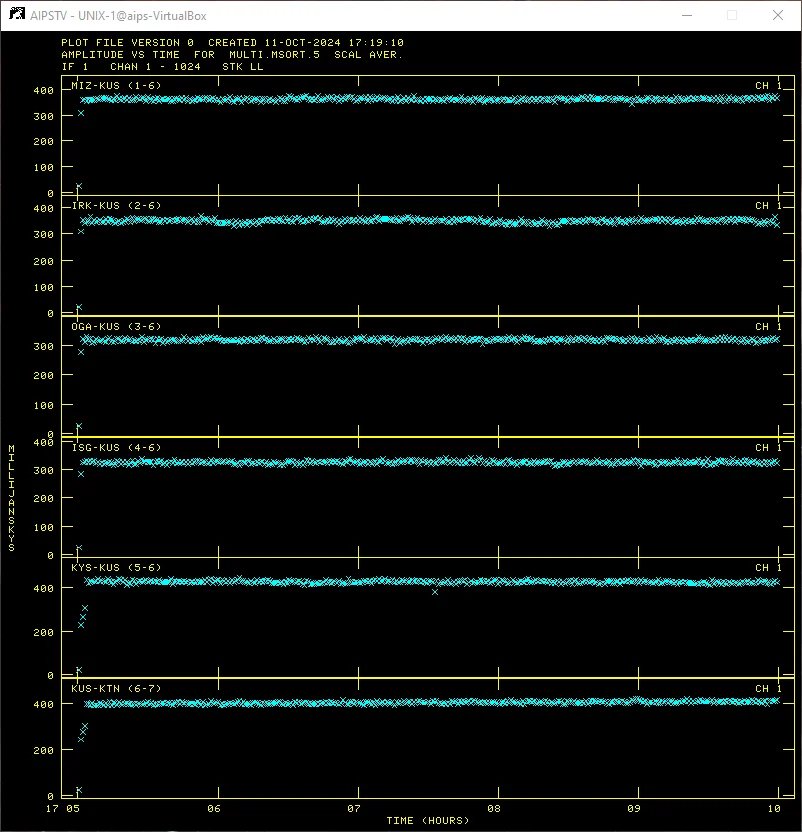 AIPSTV - UNIX-1@aips-VirtualBox
PLOT FILE VERSION 0 CREATED 11-OCT-2024 17:19:10
AMPLITUDE VS TIME FOR MULTI.MSORT.5 SCAL AVER.
IF 1 CHAN 1 - 1024 STK LL
MIZ-KUS (1-6) CH 1
400
300
200
100
0
IRK-KUS (2-6) CH 1
400
300
200
100
0
OGA-KUS (3-6) CH 1
300
200
100
0
ISG-KUS (4-6) CH 1
400
300
200
100
0
KYS-KUS (5-6) CH 1
400
200
0
KUS-KTN (6-7) CH 1
400
200
0
MILLIJANSKYS
17 05 06 07 08 09 10
TIME (HOURS)